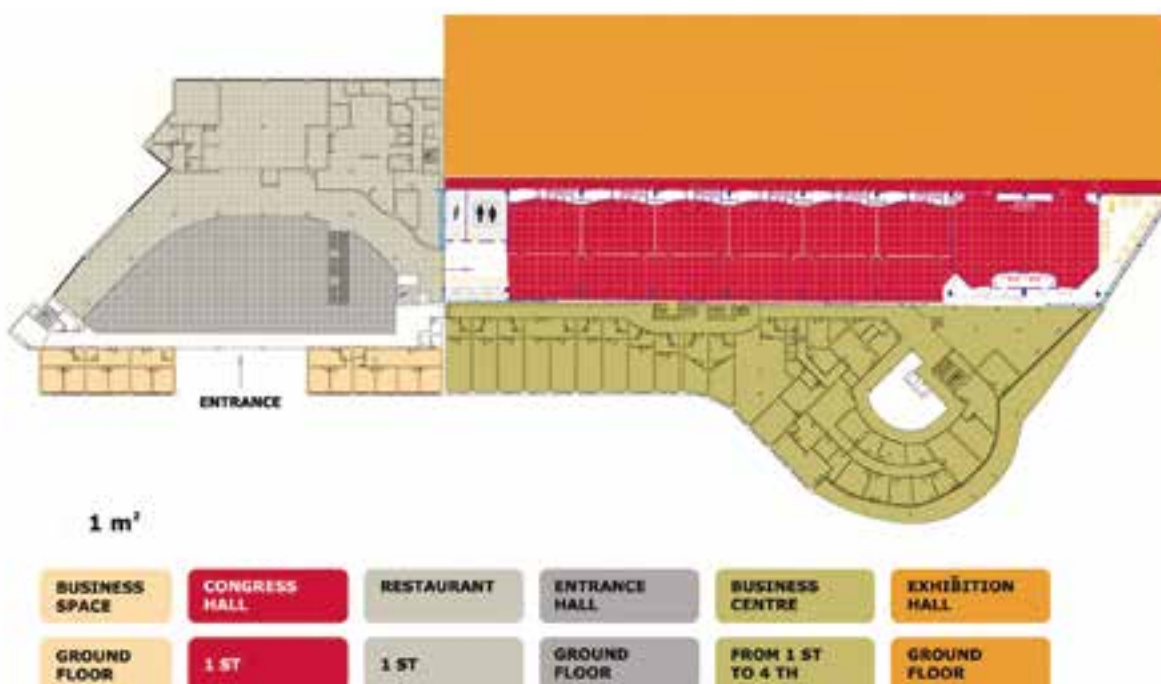 ENTRANCE
1 m²
BUSINESS
SPACE
CONGRESS
HALL
RESTAURANT
ENTRANCE
HALL
BUSINESS
CENTRE
EXHIBITION
HALL
GROUND
FLOOR
1 ST
1 ST
GROUND
FLOOR
FROM 1 ST
TO 4 TH
GROUND
FLOOR